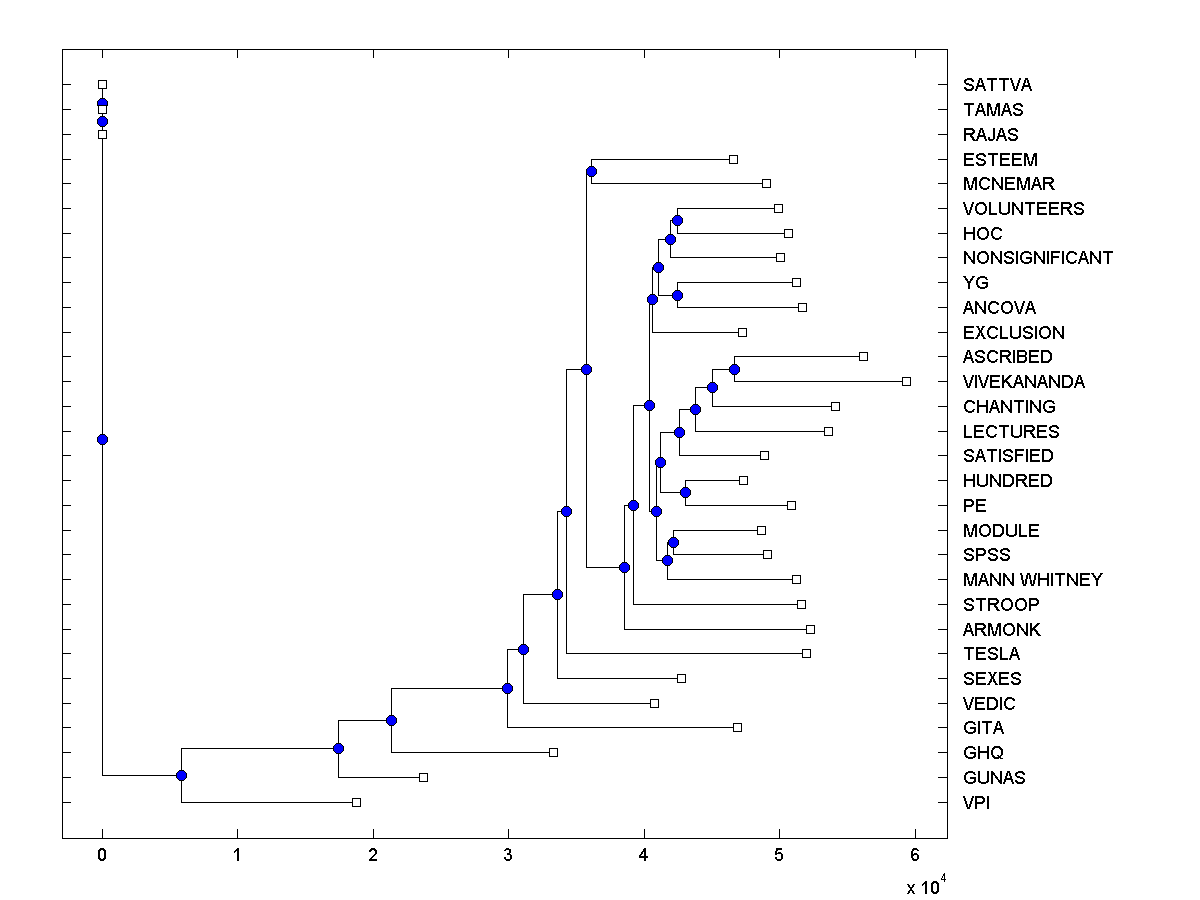 SATTVA
TAMAS
RAJAS
ESTEEM
MCNEMAR
VOLUNTEERS
HOC
NONSIGNIFICANT
YG
ANCOVA
EXCLUSION
ASCRIBED
VIVEKANANDA
CHANTING
LECTURES
SATISFIED
HUNDRED
PE
MODULE
SPSS
MANN WHITNEY
STROOP
ARMONK
TESLA
SEXES
VEDIC
GITA
GHQ
GUNAS
VPI
0 1 2 3 4 5 6
x 10^4